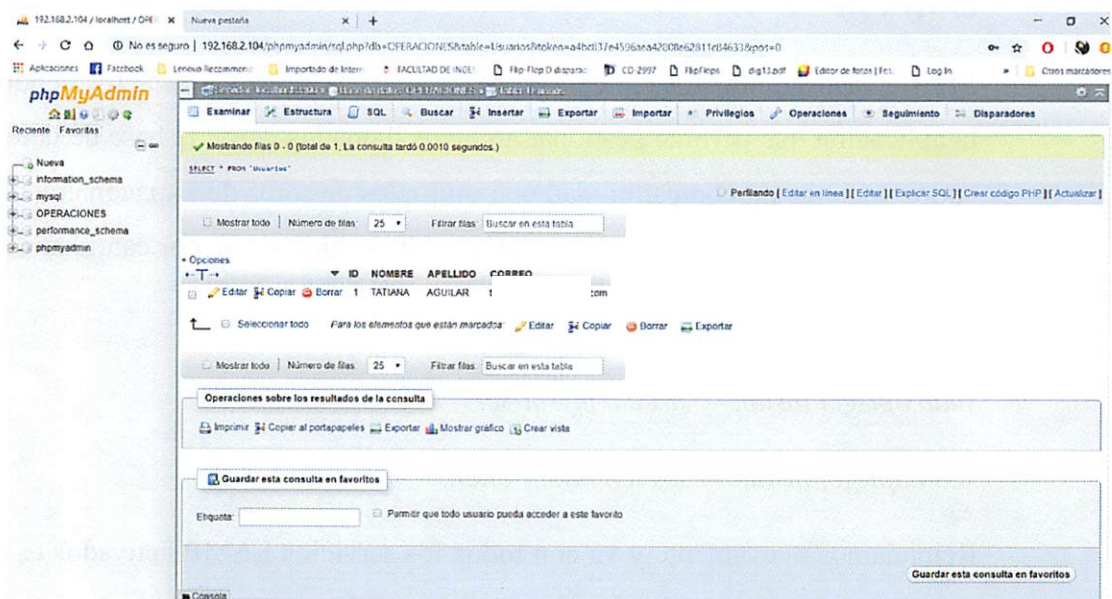 192.168.2.104 / localhost / OPE
Nueva pestaña
No es seguro | 192.168.2.104/phpmyadmin/sql.php?db=OPERACIONES&table=Usuarios&token=
Aplicaciones Facebook Lenovo Recommend Importado de Intern Flip-Flop D disparac CD-2997 FlipFlops dig13.pdf Editor de fotos | Fot Log In Otros marcadores
phpMyAdmin
Reciente Favoritas
Nueva
information_schema
mysql
OPERACIONES
performance_schema
phpmyadmin
Examinar Estructura SQL Buscar Insertar Exportar Importar Privilegios Operaciones Seguimiento Disparadores
Mostrando filas 0 - 0 (total de 1, La consulta tardó 0.0010 segundos.)
SELECT * FROM `Usuarios`
Perfilando [ Editar en línea ] [ Editar ] [ Explicar SQL ] [ Crear código PHP ] [ Actualizar ]
Mostrar todo | Número de filas: 25 Filtrar filas: Buscar en esta tabla
+ Opciones
ID NOMBRE APELLIDO CORREO
Editar Copiar Borrar 1 TATIANA AGUILAR com
Seleccionar todo Para los elementos que están marcados: Editar Copiar Borrar Exportar
Mostrar todo | Número de filas: 25 Filtrar filas: Buscar en esta tabla
Operaciones sobre los resultados de la consulta
Imprimir Copiar al portapapeles Exportar Mostrar gráfico Crear vista
Guardar esta consulta en favoritos
Etiqueta: Permitir que todo usuario pueda acceder a este favorito
Guardar esta consulta en favoritos
Consola